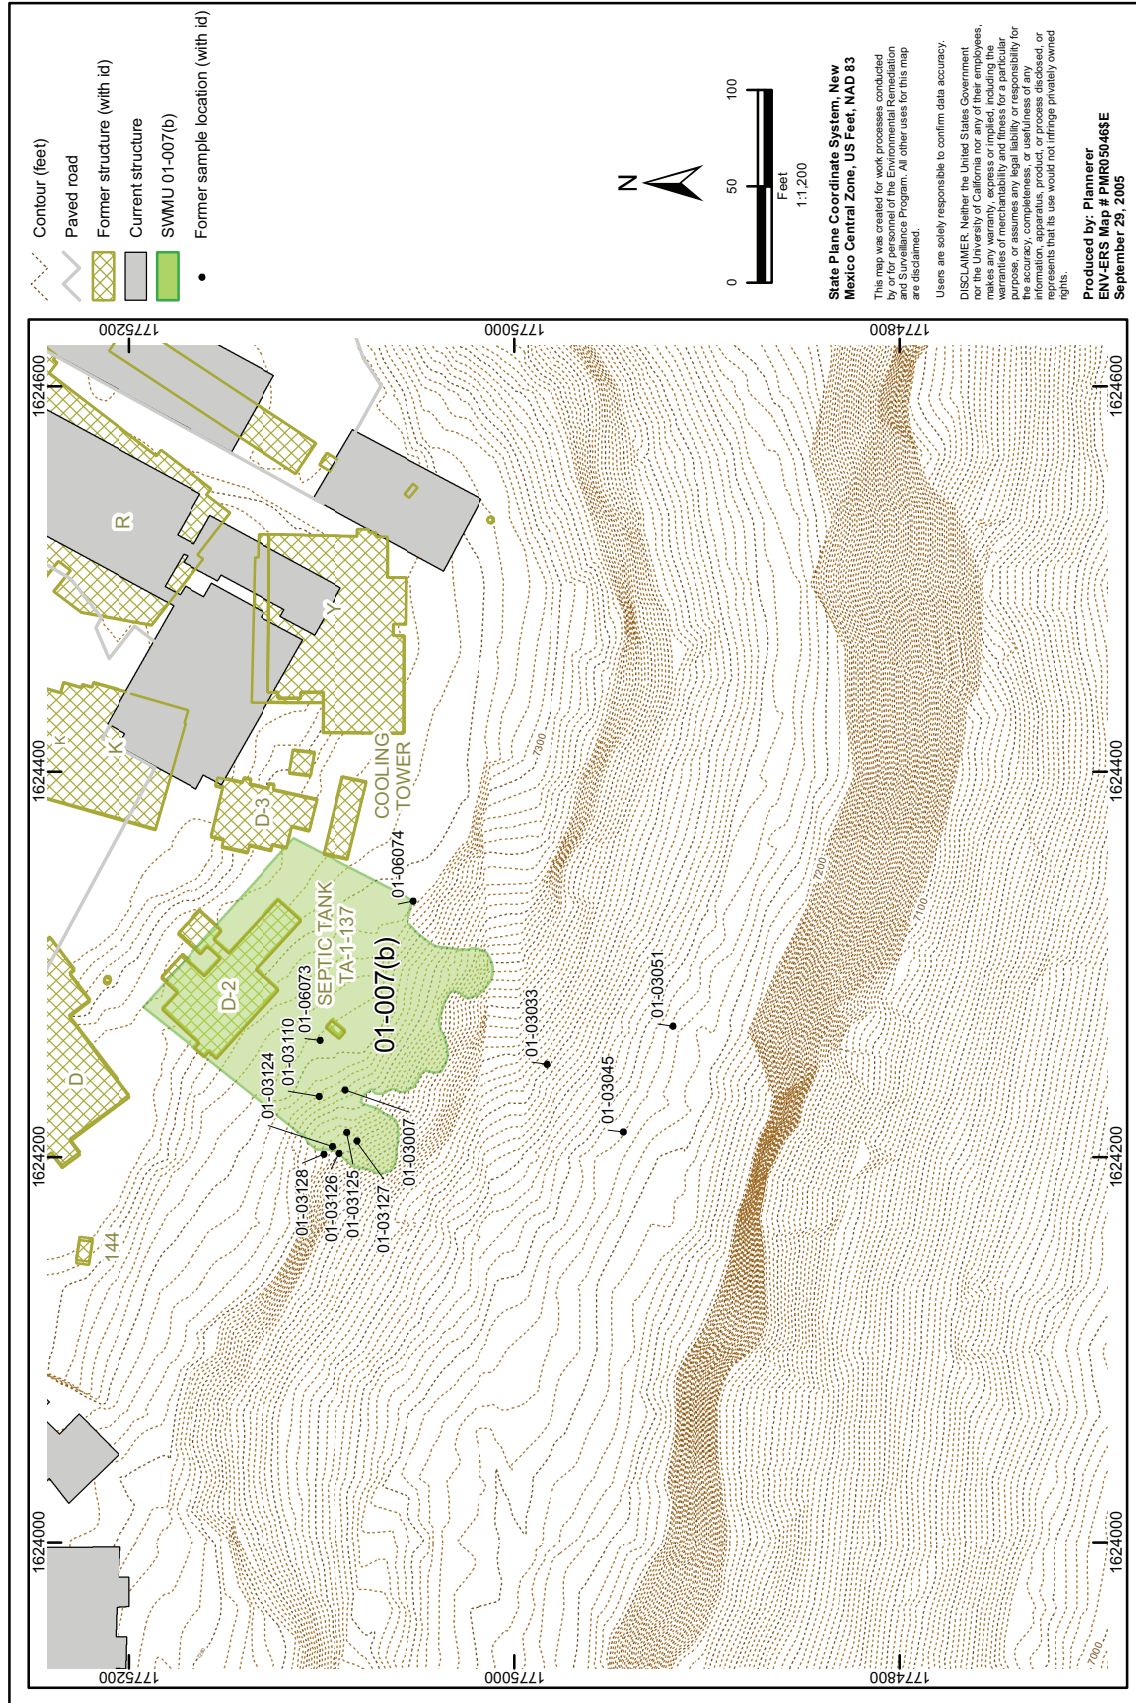 Contour (feet)
Paved road
Former structure (with id)
Current structure
SWMU 01-007(b)
Former sample location (with id)
N
0
50
100
Feet
1:1,200
State Plane Coordinate System, New
Mexico Central Zone, US Feet, NAD 83
This map was created for work processes conducted
by or for personnel of the Environmental Remediation
and Surveillance Program. All other uses for this map
are disclaimed.
Users are solely responsible to confirm data accuracy.
DISCLAIMER: Neither the United States Government
nor the University of California nor any of their employees,
makes any warranty, express or implied, including the
warranties of merchantability and fitness for a particular
purpose, or assumes any legal liability or responsibility for
the accuracy, completeness, or usefulness of any
information, apparatus, product, or process disclosed, or
represents that its use would not infringe privately owned
rights.
Produced by: Plannerer
ENV-ERS Map # PMR05046$E
September 29, 2005
1624000
1624200
1624400
1624600
1775200
1775000
1774800
1775200
1775000
1774800
1624000
1624200
1624400
1624600
144
D
D-2
D-3
K
K
R
Y
COOLING
TOWER
SEPTIC TANK
TA-1-137
01-007(b)
01-03124
01-03110
01-06073
01-03128
01-03126
01-03125
01-03127
01-03007
01-06074
01-03033
01-03045
01-03051
7300
7200
7100
7000